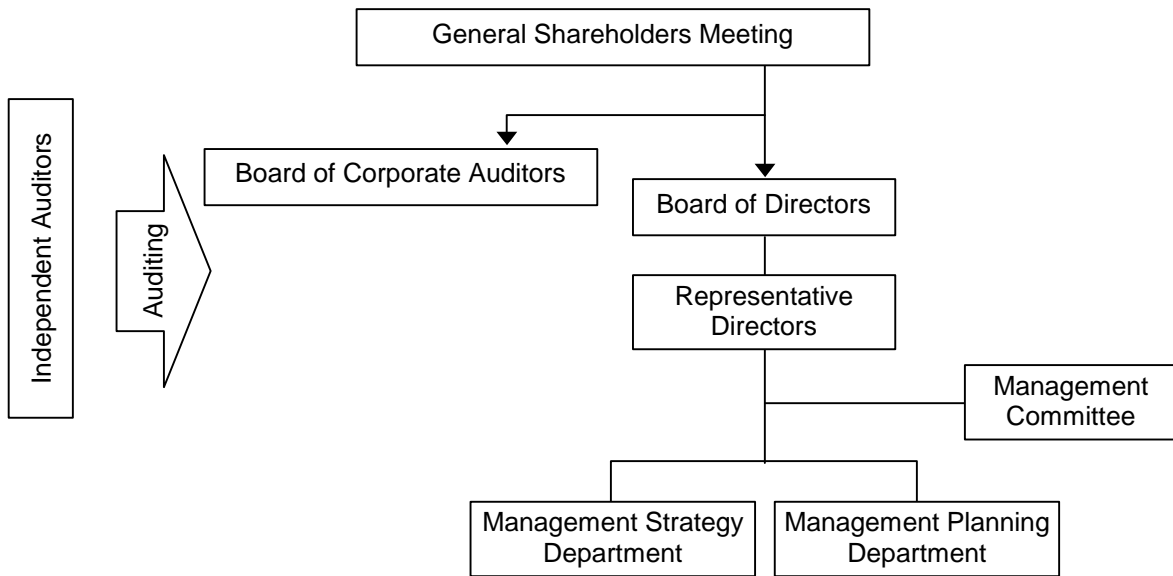 General Shareholders Meeting
Independent Auditors
Auditing
Board of Corporate Auditors
Board of Directors
Representative
Directors
Management
Committee
Management Strategy
Department
Management Planning
Department